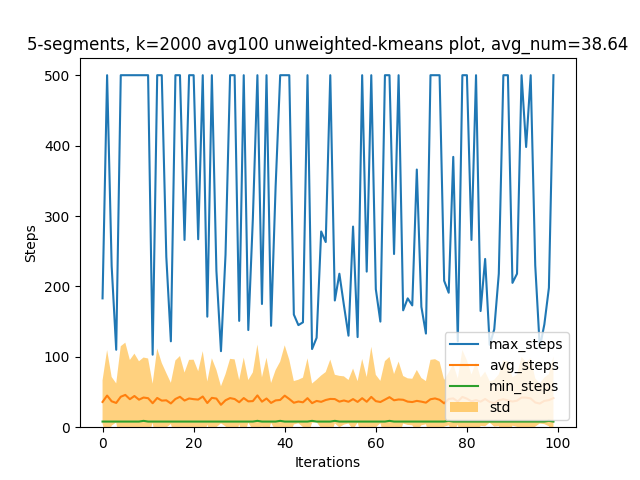 5-segments, k=2000 avg100 unweighted-kmeans plot, avg_num=38.64
500
400
300
200
100
0
Steps
0
20
40
60
80
100
Iterations
max_steps
avg_steps
min_steps
std